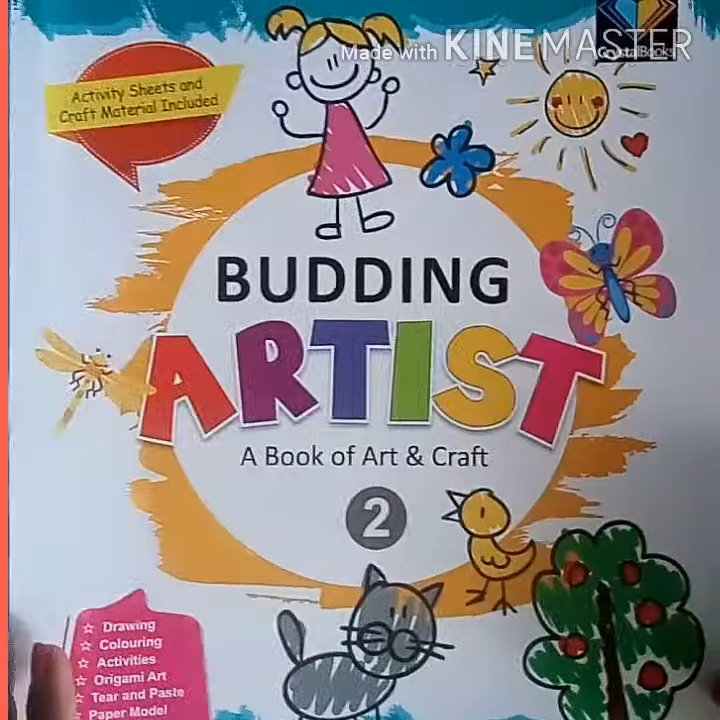 Made with KINEMASTER
CrystalBooks
Activity Sheets and
Craft Material Included
BUDDING
ARTIST
A Book of Art & Craft
2
☆ Drawing
☆ Colouring
☆ Activities
☆ Origami Art
☆ Tear and Paste
☆ Paper Model